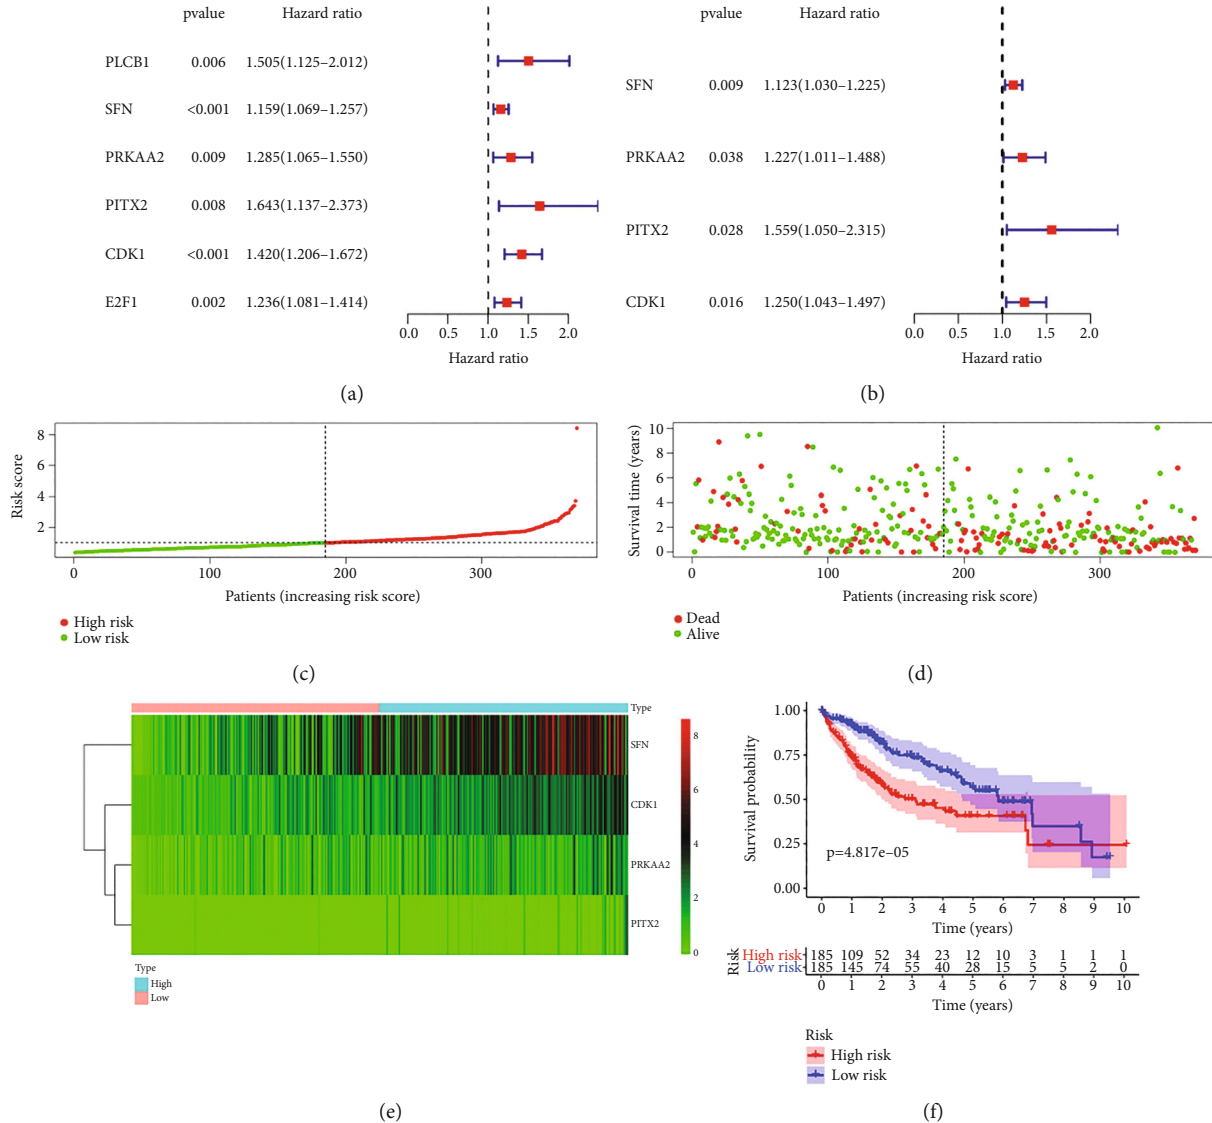 pvalue Hazard ratio
PLCB1 0.006 1.505(1.125–2.012)
SFN <0.001 1.159(1.069–1.257)
PRKAA2 0.009 1.285(1.065–1.550)
PITX2 0.008 1.643(1.137–2.373)
CDK1 <0.001 1.420(1.206–1.672)
E2F1 0.002 1.236(1.081–1.414)
0.0 0.5 1.0 1.5 2.0
Hazard ratio
(a)
pvalue Hazard ratio
SFN 0.009 1.123(1.030–1.225)
PRKAA2 0.038 1.227(1.011–1.488)
PITX2 0.028 1.559(1.050–2.315)
CDK1 0.016 1.250(1.043–1.497)
0.0 0.5 1.0 1.5 2.0
Hazard ratio
(b)
Risk score
8
6
4
2
0 100 200 300
Patients (increasing risk score)
High risk
Low risk
(c)
Survival time (years)
10
8
6
4
2
0
0 100 200 300
Patients (increasing risk score)
Dead
Alive
(d)
Type
SFN
CDK1
PRKAA2
PITX2
8
6
4
2
0
Type
High
Low
(e)
Survival probability
1.00
0.75
0.50
0.25
0.00
p=4.817e–05
0 1 2 3 4 5 6 7 8 9 10
Time (years)
Risk
High risk 185 109 52 34 23 12 10 3 1 1 1
Low risk 185 145 74 55 40 28 15 5 5 2 0
0 1 2 3 4 5 6 7 8 9 10
Time (years)
Risk
High risk
Low risk
(f)